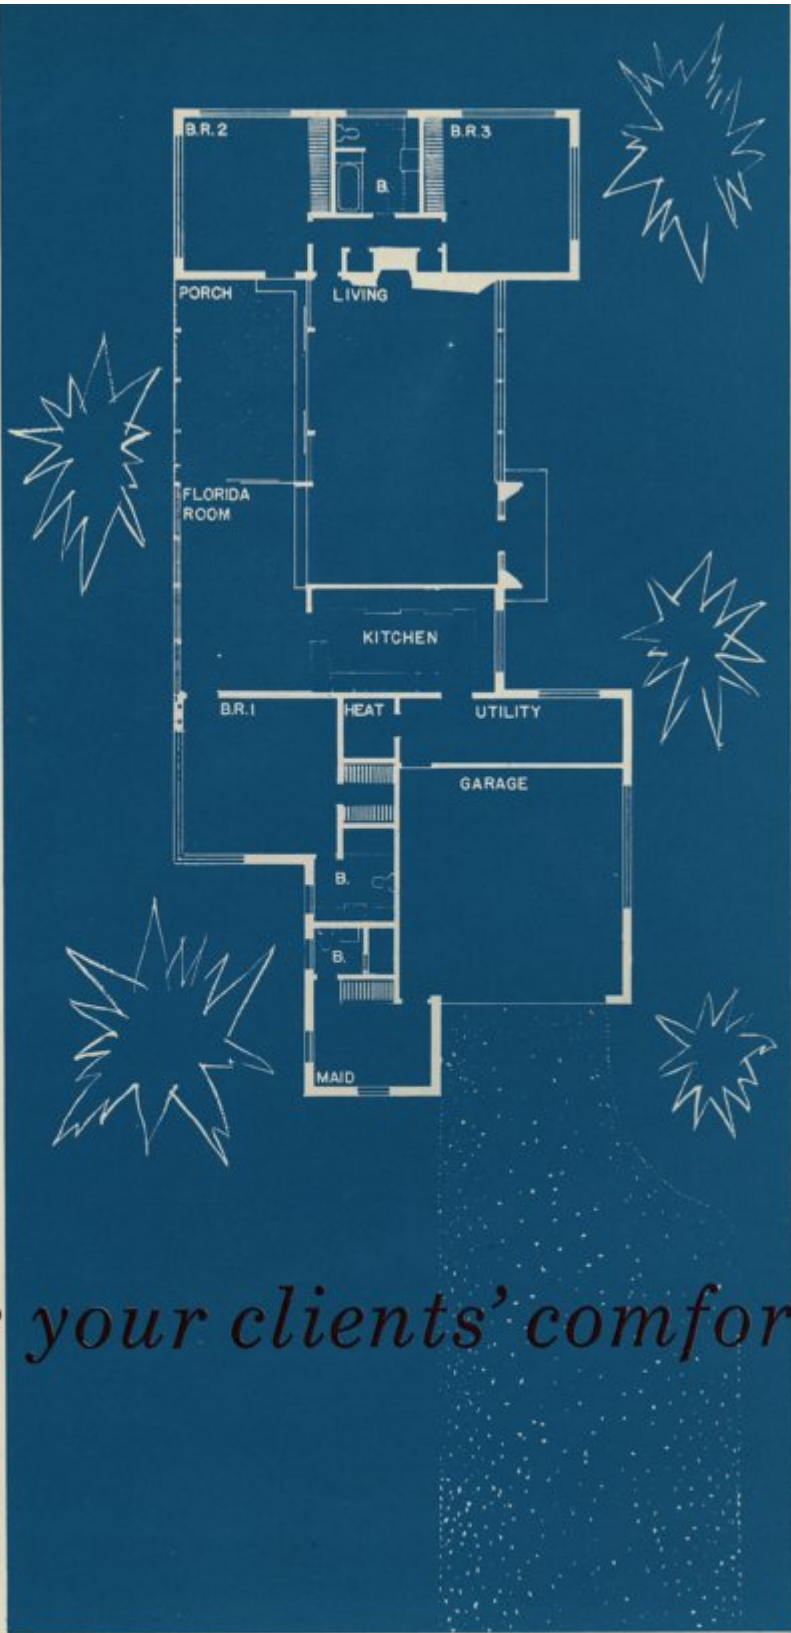 B.R.2
B.R.3
B.
PORCH
LIVING
FLORIDA
ROOM
KITCHEN
B.R.1
HEAT
UTILITY
GARAGE
B.
B.
MAID
your clients' comfor